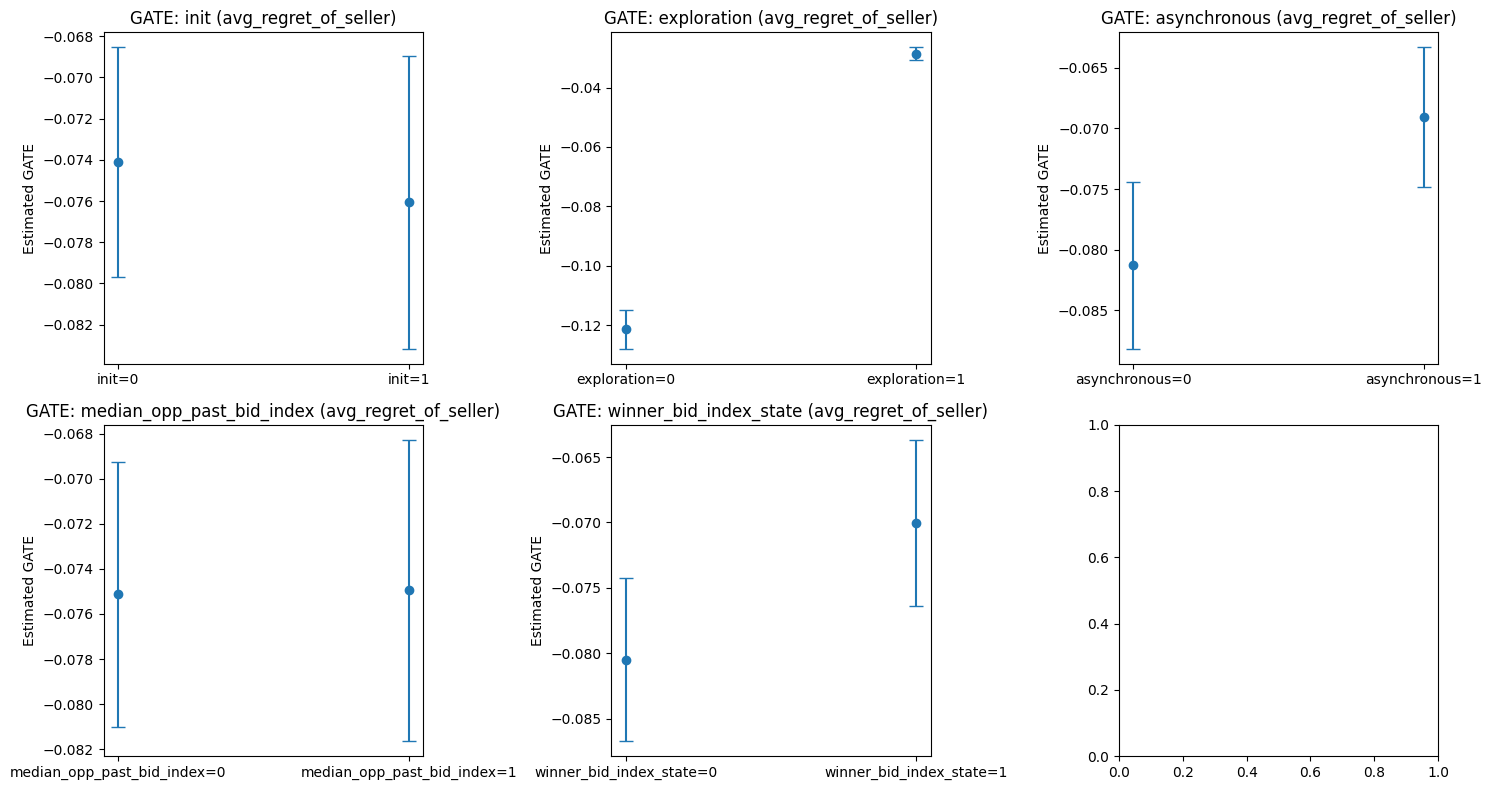 GATE: init (avg_regret_of_seller)
Estimated GATE
−0.068
−0.070
−0.072
−0.074
−0.076
−0.078
−0.080
−0.082
init=0
init=1
GATE: exploration (avg_regret_of_seller)
Estimated GATE
−0.04
−0.06
−0.08
−0.10
−0.12
exploration=0
exploration=1
GATE: asynchronous (avg_regret_of_seller)
Estimated GATE
−0.065
−0.070
−0.075
−0.080
−0.085
asynchronous=0
asynchronous=1
GATE: median_opp_past_bid_index (avg_regret_of_seller)
Estimated GATE
−0.068
−0.070
−0.072
−0.074
−0.076
−0.078
−0.080
−0.082
median_opp_past_bid_index=0
median_opp_past_bid_index=1
GATE: winner_bid_index_state (avg_regret_of_seller)
Estimated GATE
−0.065
−0.070
−0.075
−0.080
−0.085
winner_bid_index_state=0
winner_bid_index_state=1
1.0
0.8
0.6
0.4
0.2
0.0
0.0
0.2
0.4
0.6
0.8
1.0